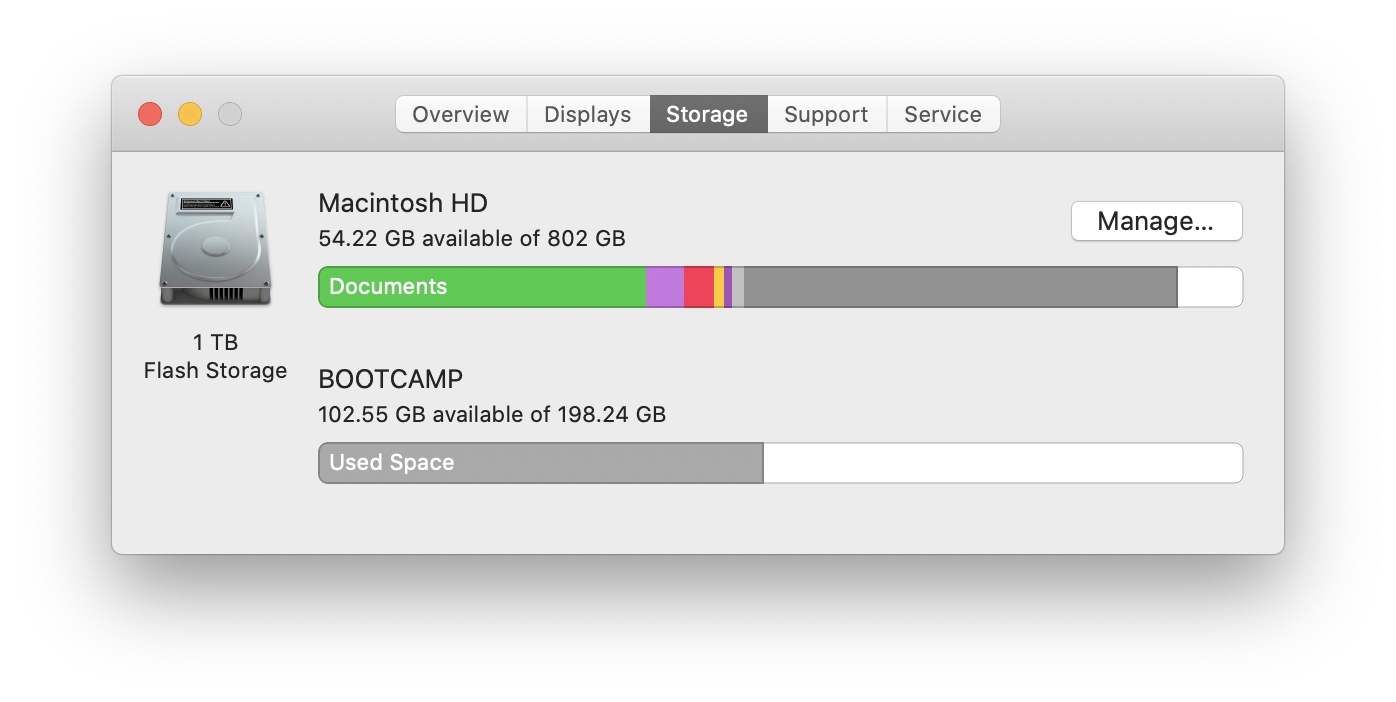 Overview
Displays
Storage
Support
Service
Macintosh HD
54.22 GB available of 802 GB
Manage...
Documents
1 TB
Flash Storage
BOOTCAMP
102.55 GB available of 198.24 GB
Used Space